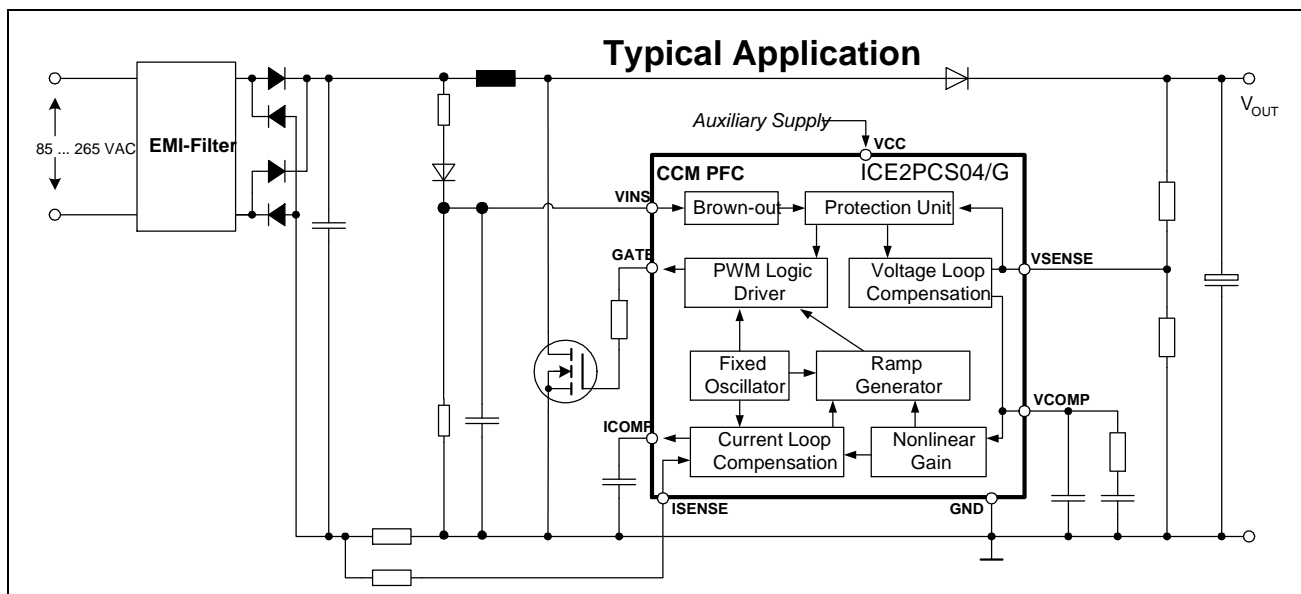 Typical Application
Auxiliary Supply
VCC
V_OUT
85 ... 265 VAC
EMI-Filter
CCM PFC
ICE2PCS04/G
VINS
Brown-out
Protection Unit
GATE
PWM Logic
Driver
Voltage Loop
Compensation
VSENSE
Fixed
Oscillator
Ramp
Generator
VCOMP
ICOMP
Current Loop
Compensation
Nonlinear
Gain
ISENSE
GND